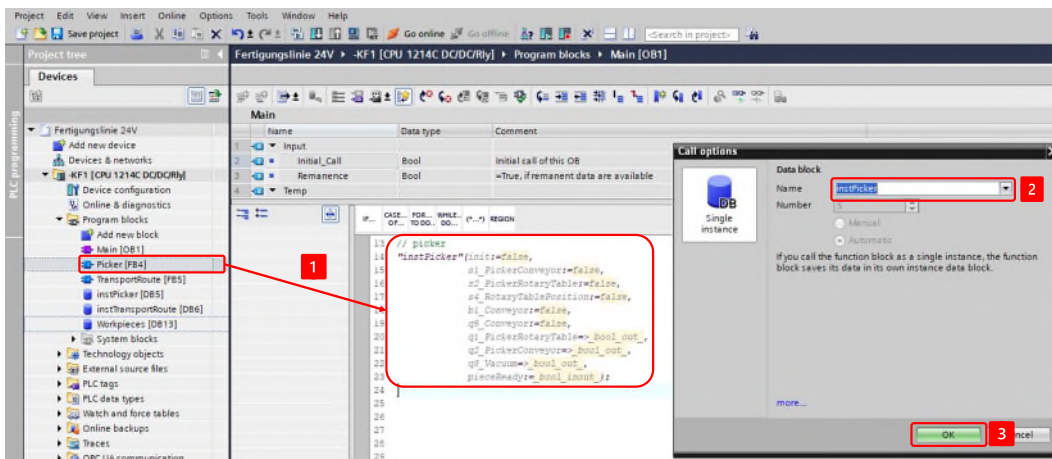 Project Edit View Insert Online Options Tools Window Help
Save project Go online Go offline <Search in project>
Project tree
Fertigungslinie 24V ▸ -KF1 [CPU 1214C DC/DC/Rly] ▸ Program blocks ▸ Main [OB1]
Devices
PLC programming
Fertigungslinie 24V
Add new device
Devices & networks
-KF1 [CPU 1214C DC/DC/Rly]
Device configuration
Online & diagnostics
Program blocks
Add new block
Main [OB1]
Picker [FB4]
TransportRoute [FB5]
instPicker [DB5]
instTransportRoute [DB6]
Workpieces [DB13]
System blocks
Technology objects
External source files
PLC tags
PLC data types
Watch and force tables
Online backups
Traces
OPC UA communication
Main
Name Data type Comment
1 Input
2 Initial_Call Bool Initial call of this OB
3 Remanence Bool =True, if remanent data are available
4 Temp
IF... CASE... OF... FOR... TO DO... WHILE... DO... (*...*) REGION
13 // picker
14 "instPicker"(init:=false,
15 s1_PickerConveyor:=false,
16 s2_PickerRotaryTable:=false,
17 s4_RotaryTablePosition:=false,
18 b1_Conveyor:=false,
19 q8_Conveyor:=false,
20 q1_PickerRotaryTable=>_bool_out_,
21 q2_PickerConveyor=>_bool_out_,
22 q9_Vacuum=>_bool_out_,
23 pieceReady:=_bool_inout_);
24
25
26
27
28
29
1
Call options
DB
Single
instance
Data block
Name instPicker
2
Number 5
Manual
Automatic
If you call the function block as a single instance, the function
block saves its data in its own instance data block.
more...
OK 3 ncel